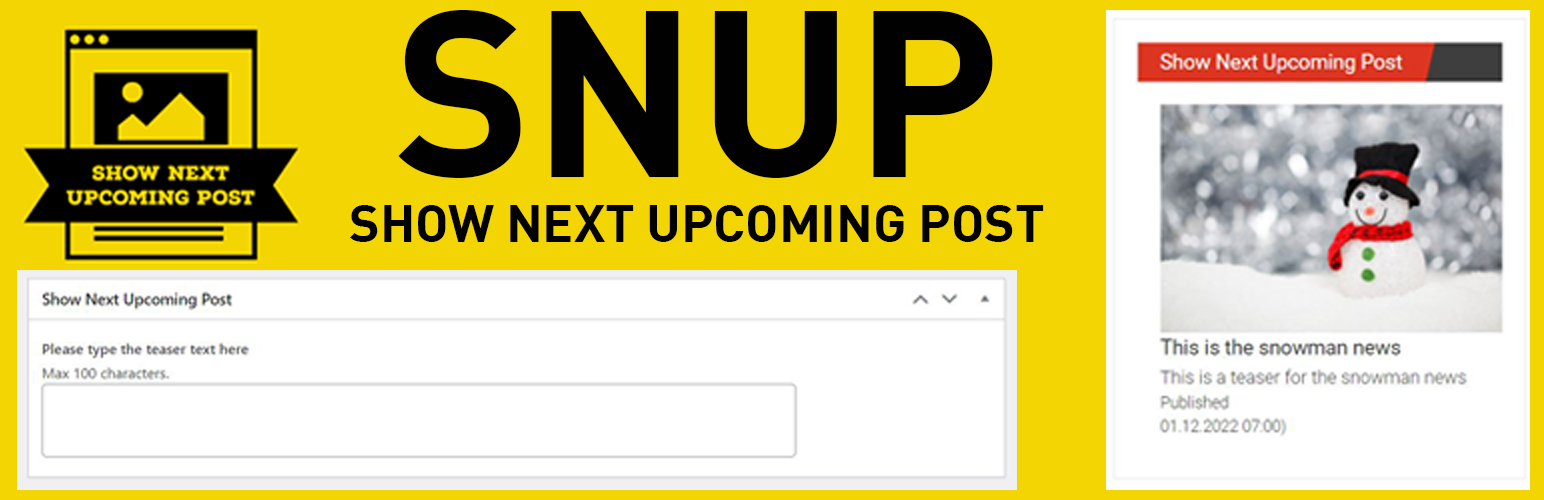 SHOW NEXT
UPCOMING POST
SNUP
SHOW NEXT UPCOMING POST
Show Next Upcoming Post
Please type the teaser text here
Max 100 characters.
Show Next Upcoming Post
This is the snowman news
This is a teaser for the snowman news
Published
01.12.2022 07:00)